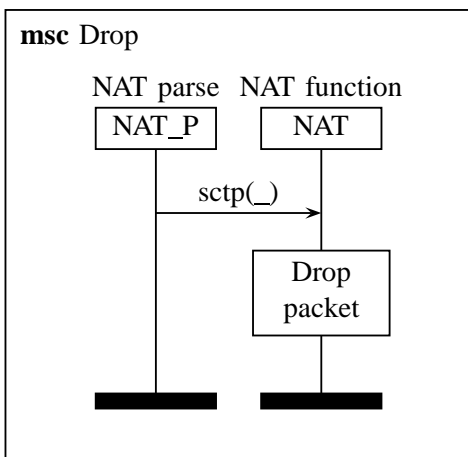 msc Drop
NAT parse NAT function
NAT_P NAT
sctp(_)
Drop
packet